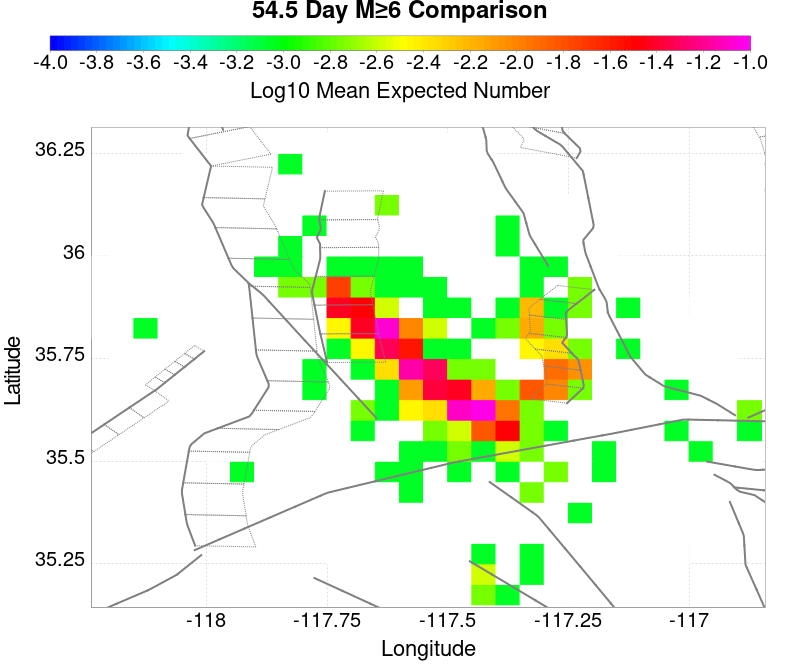 54.5 Day M≥6 Comparison
-4.0 -3.8 -3.6 -3.4 -3.2 -3.0 -2.8 -2.6 -2.4 -2.2 -2.0 -1.8 -1.6 -1.4 -1.2 -1.0
Log10 Mean Expected Number
36.25
36
35.75
35.5
35.25
Latitude
-118 -117.75 -117.5 -117.25 -117
Longitude